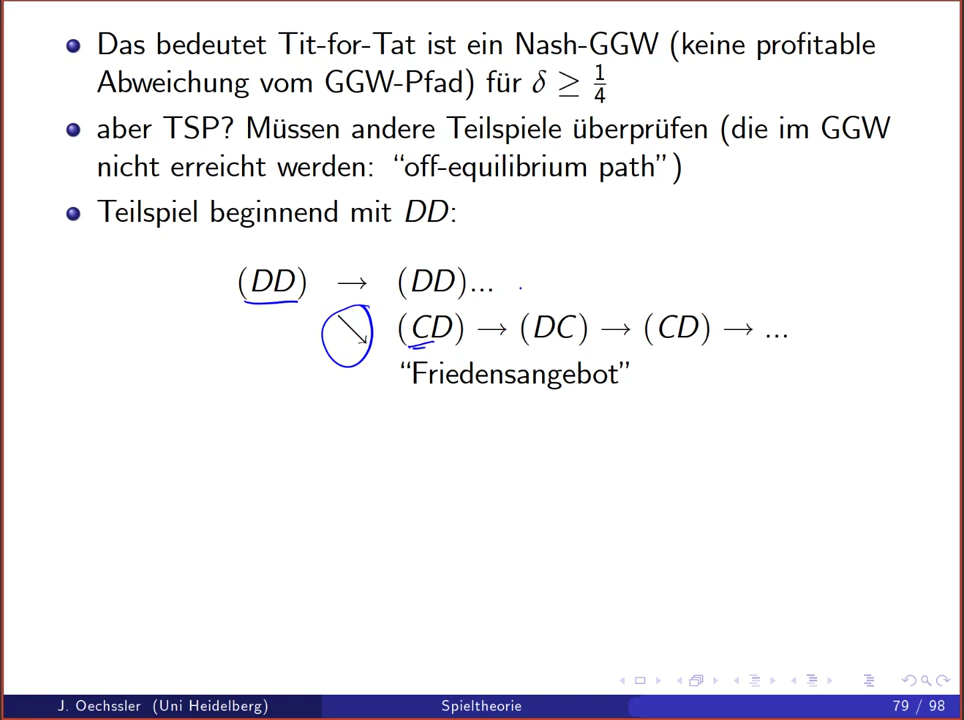 Das bedeutet Tit-for-Tat ist ein Nash-GGW (keine profitable
Abweichung vom GGW-Pfad) für δ ≥ 1/4
aber TSP? Müssen andere Teilspiele überprüfen (die im GGW
nicht erreicht werden: “off-equilibrium path”)
Teilspiel beginnend mit DD:
(DD) → (DD)...
↘ (CD) → (DC) → (CD) → ...
“Friedensangebot”
J. Oechssler (Uni Heidelberg) Spieltheorie 79 / 98